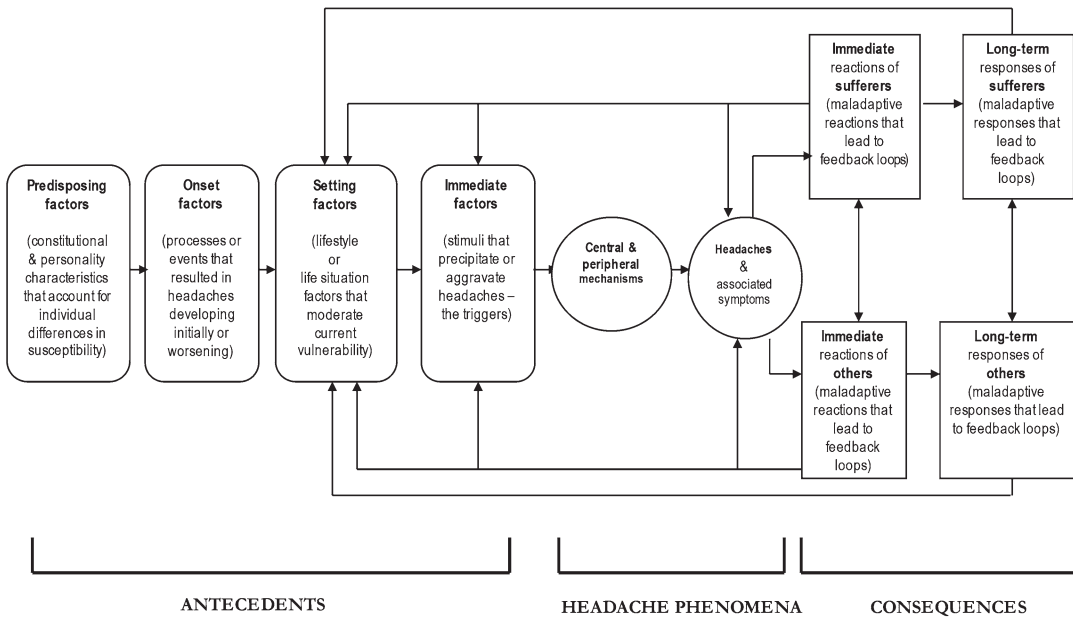 Immediate
reactions of
sufferers
(maladaptive
reactions that
lead to
feedback loops)
Long-term
responses of
sufferers
(maladaptive
responses that
lead to
feedback
loops)
Predisposing
factors
(constitutional
& personality
characteristics
that account for
individual
differences in
susceptibility)
Onset
factors
(processes or
events that
resulted in
headaches
developing
initially or
worsening)
Setting
factors
(lifestyle
or
life situation
factors that
moderate
current
vulnerability)
Immediate
factors
(stimuli that
precipitate or
aggravate
headaches –
the triggers)
Central &
peripheral
mechanisms
Headaches
&
associated
symptoms
Immediate
reactions of
others
(maladaptive
reactions that
lead to
feedback
loops)
Long-term
responses of
others
(maladaptive
responses that lead
to feedback loops)
ANTECEDENTS
HEADACHE PHENOMENA
CONSEQUENCES